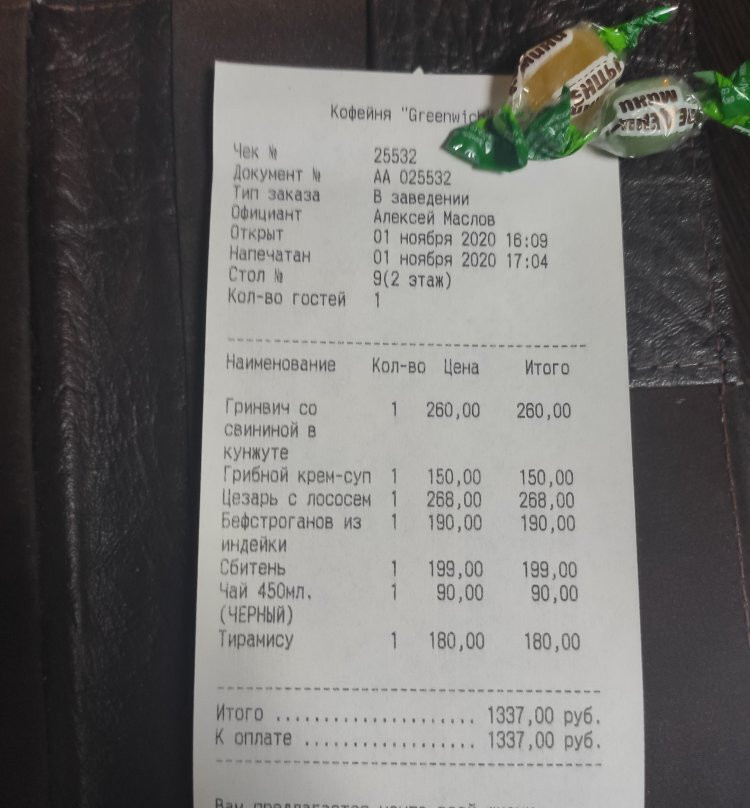 Кофейня "Greenwich
Чек № 25532
Документ № АА 025532
Тип заказа В заведении
Официант Алексей Маслов
Открыт 01 ноября 2020 16:09
Напечатан 01 ноября 2020 17:04
Стол № 9(2 этаж)
Кол-во гостей 1
Наименование Кол-во Цена Итого
Гринвич со 1 260,00 260,00
свининой в
кунжуте
Грибной крем-суп 1 150,00 150,00
Цезарь с лососем 1 268,00 268,00
Бефстроганов из 1 190,00 190,00
индейки
Сбитень 1 199,00 199,00
Чай 450мл. 1 90,00 90,00
(ЧЕРНЫЙ)
Тирамису 1 180,00 180,00
Итого ..................... 1337,00 руб.
К оплате .................. 1337,00 руб.